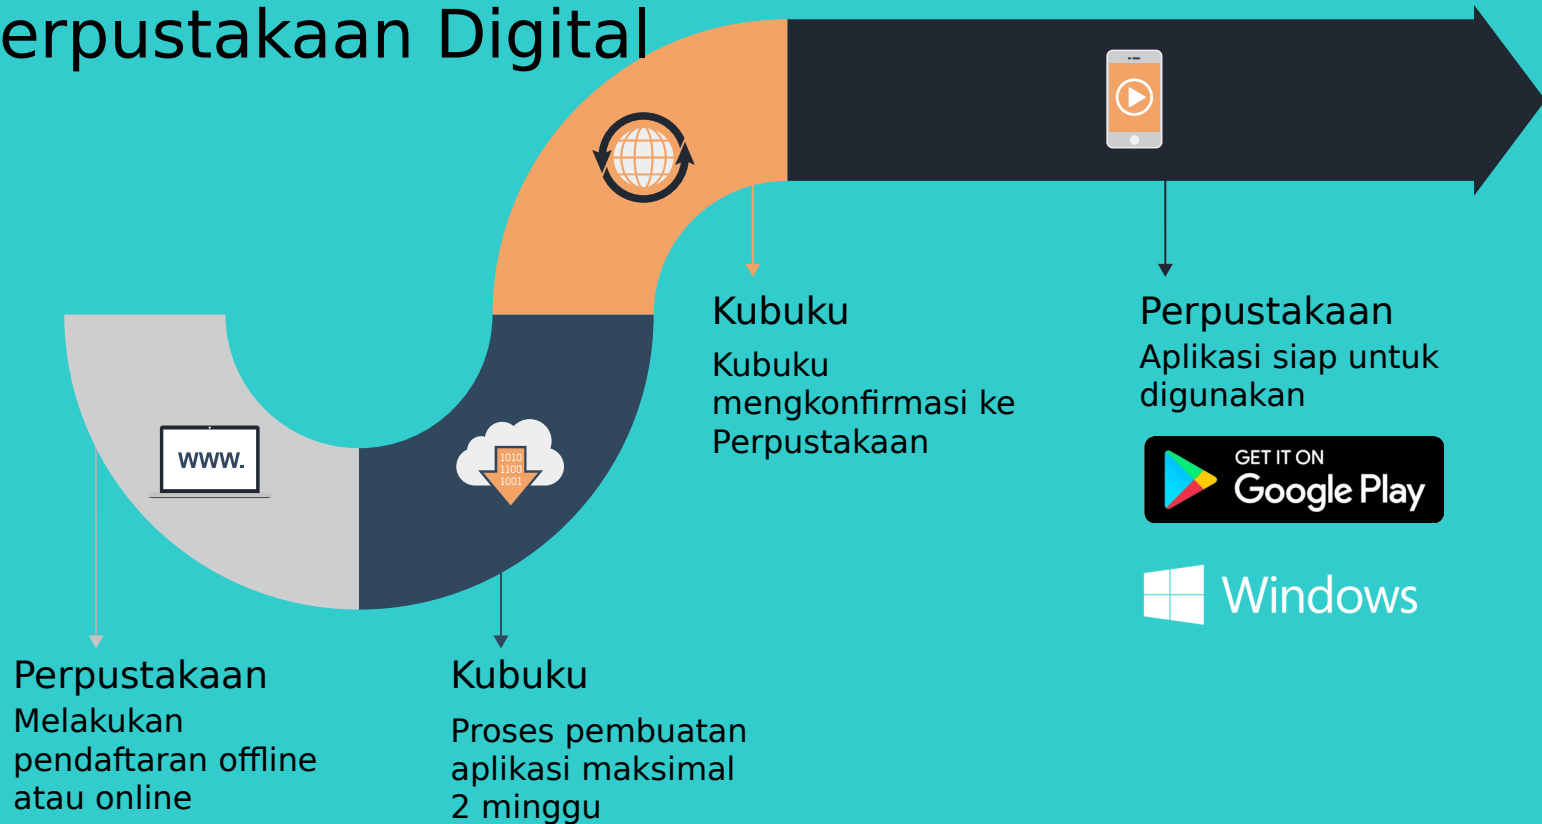 erpustakaan Digital
Kubuku
Kubuku
mengkonfirmasi ke
Perpustakaan
Perpustakaan
Aplikasi siap untuk
digunakan
GET IT ON
Google Play
Windows
www.
1010
1100
1001
Perpustakaan
Melakukan
pendaftaran offline
atau online
Kubuku
Proses pembuatan
aplikasi maksimal
2 minggu